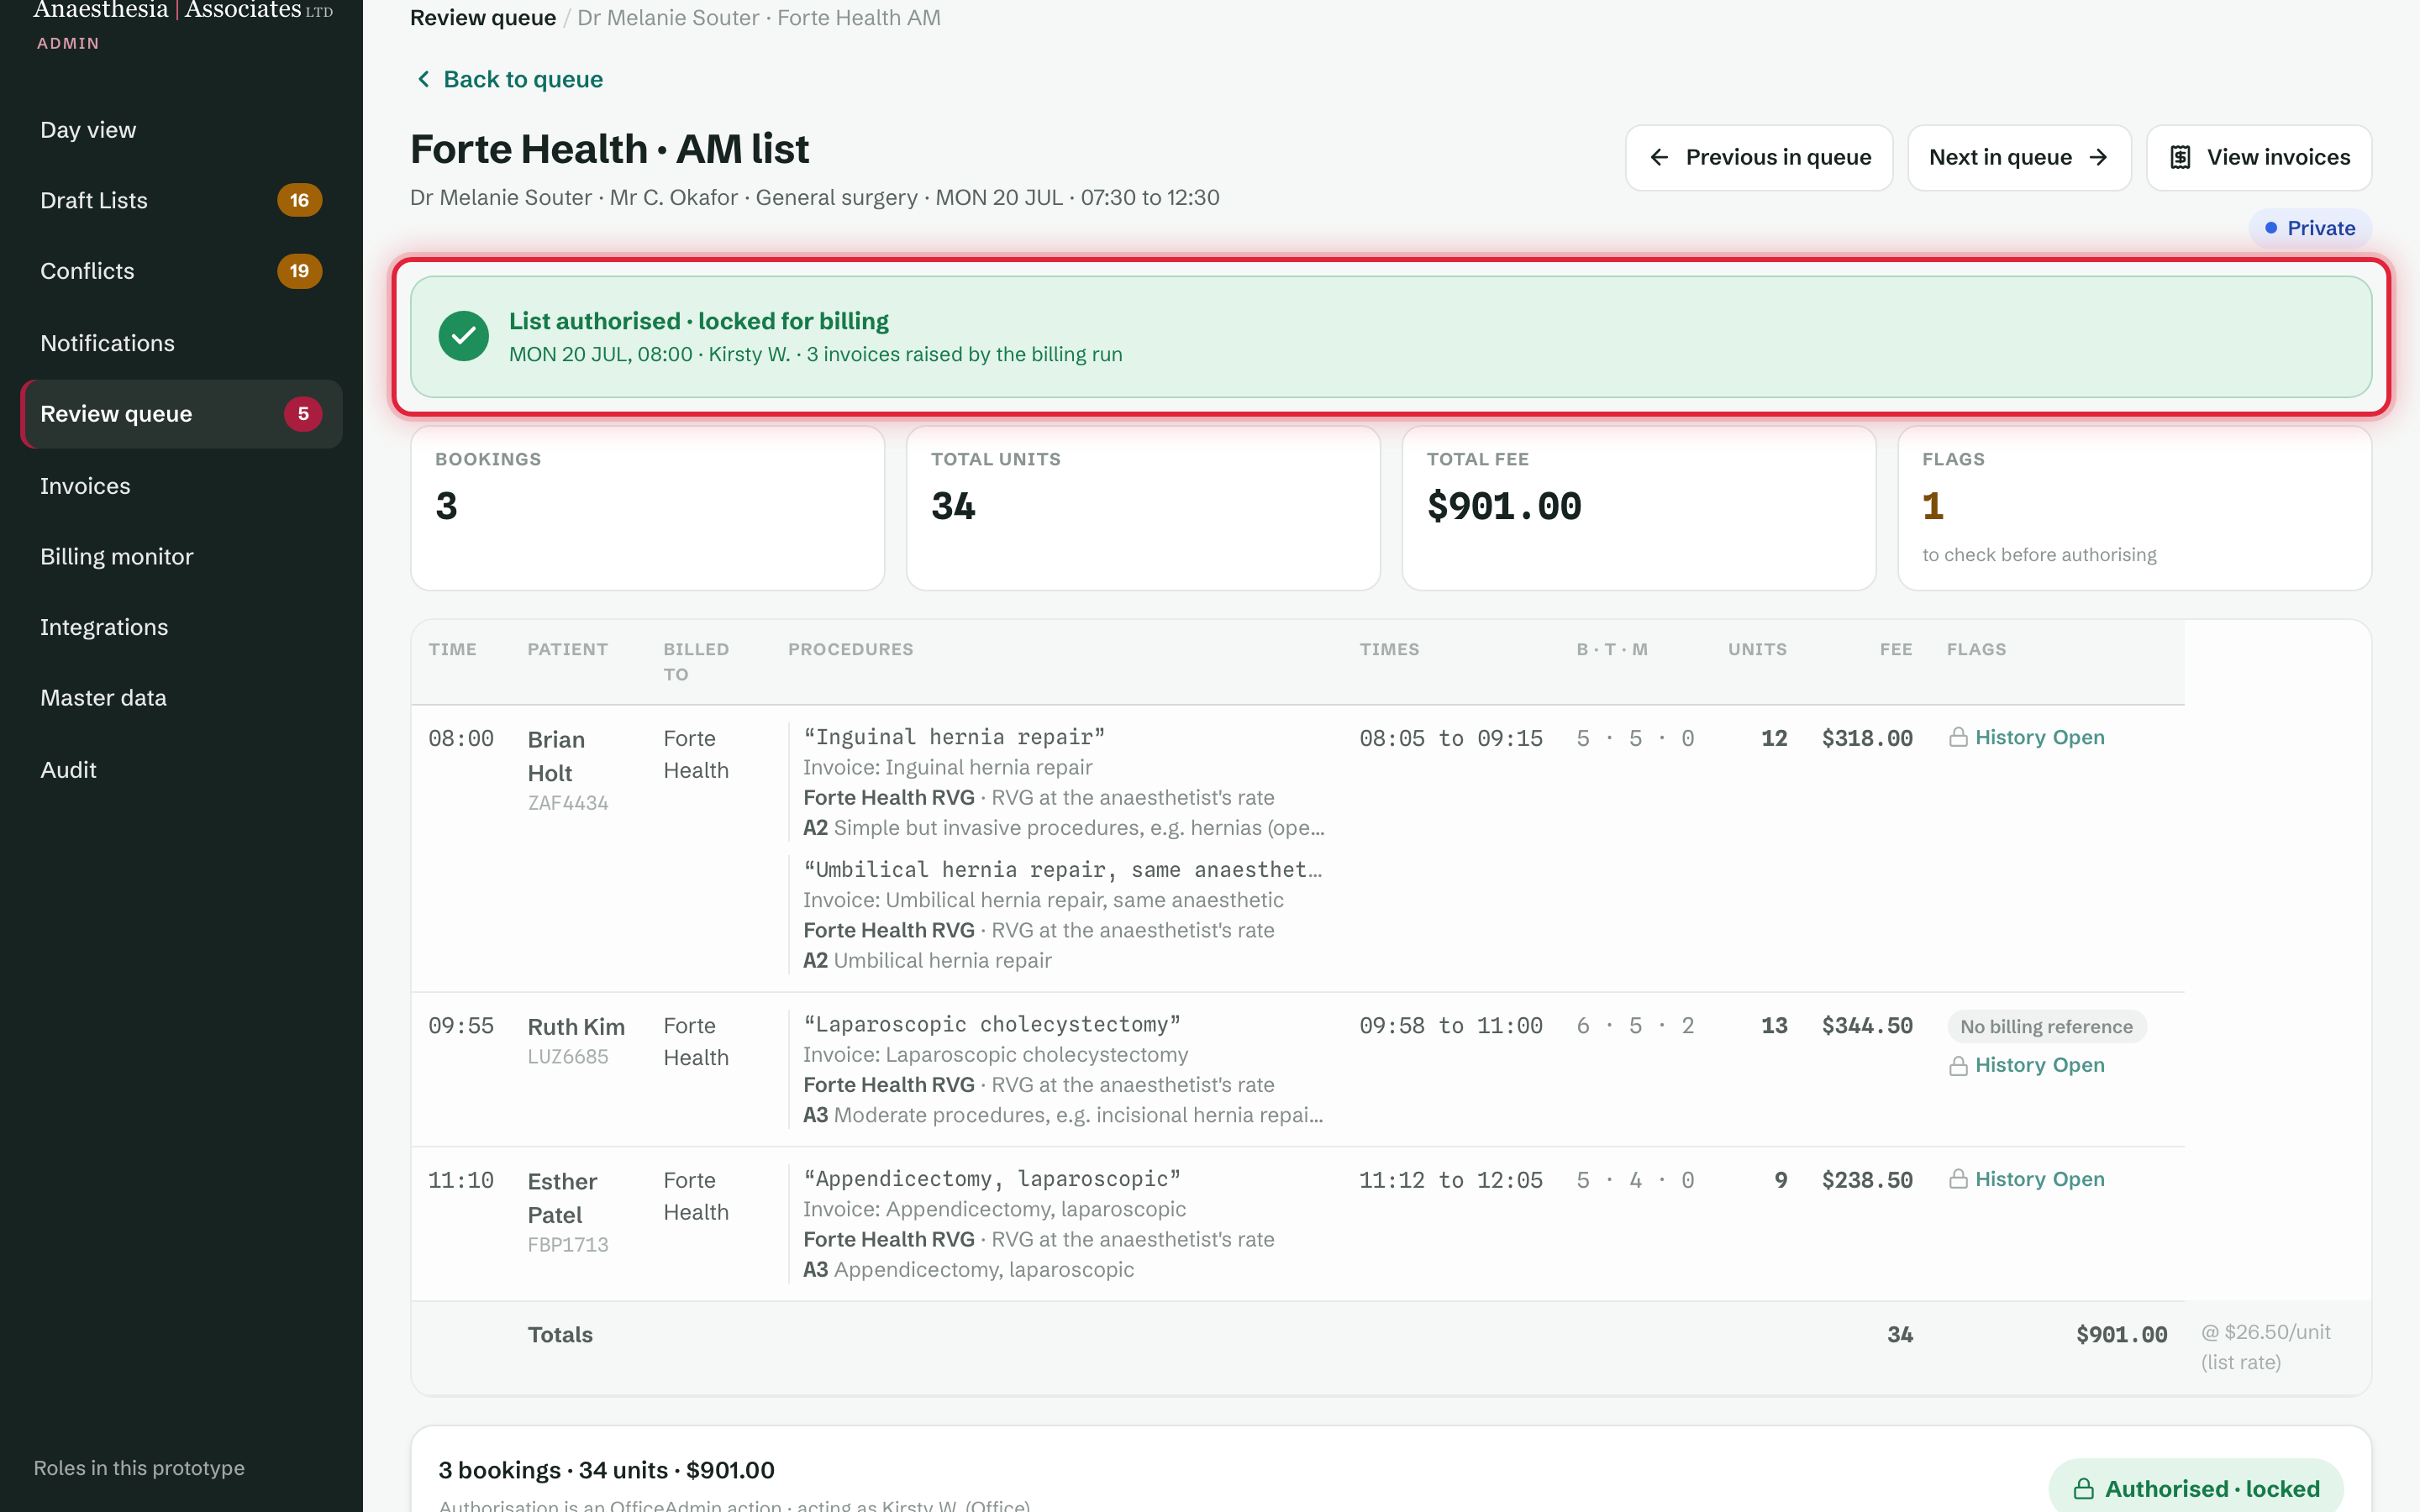 Anaesthesia | Associates LTD
ADMIN
Day view
Draft Lists 16
Conflicts 19
Notifications
Review queue 5
Invoices
Billing monitor
Integrations
Master data
Audit
Roles in this prototype
Review queue / Dr Melanie Souter · Forte Health AM
Back to queue
Forte Health · AM list
Dr Melanie Souter · Mr C. Okafor · General surgery · MON 20 JUL · 07:30 to 12:30
Previous in queue
Next in queue
View invoices
Private
List authorised · locked for billing
MON 20 JUL, 08:00 · Kirsty W. · 3 invoices raised by the billing run
BOOKINGS
3
TOTAL UNITS
34
TOTAL FEE
$901.00
FLAGS
1
to check before authorising
TIME PATIENT BILLED TO PROCEDURES TIMES B · T · M UNITS FEE FLAGS
08:00
Brian
Holt
ZAF4434
Forte
Health
“Inguinal hernia repair”
Invoice: Inguinal hernia repair
Forte Health RVG · RVG at the anaesthetist's rate
A2 Simple but invasive procedures, e.g. hernias (ope...
“Umbilical hernia repair, same anaesthet...
Invoice: Umbilical hernia repair, same anaesthetic
Forte Health RVG · RVG at the anaesthetist's rate
A2 Umbilical hernia repair
08:05 to 09:15 5 · 5 · 0 12 $318.00 History Open
09:55
Ruth Kim
LUZ6685
Forte
Health
“Laparoscopic cholecystectomy”
Invoice: Laparoscopic cholecystectomy
Forte Health RVG · RVG at the anaesthetist's rate
A3 Moderate procedures, e.g. incisional hernia repai...
09:58 to 11:00 6 · 5 · 2 13 $344.50 No billing reference
History Open
11:10
Esther
Patel
FBP1713
Forte
Health
“Appendicectomy, laparoscopic”
Invoice: Appendicectomy, laparoscopic
Forte Health RVG · RVG at the anaesthetist's rate
A3 Appendicectomy, laparoscopic
11:12 to 12:05 5 · 4 · 0 9 $238.50 History Open
Totals 34 $901.00 @ $26.50/unit
(list rate)
3 bookings · 34 units · $901.00
Authorisation is an OfficeAdmin action · acting as Kirsty W. (Office)
Authorised · locked